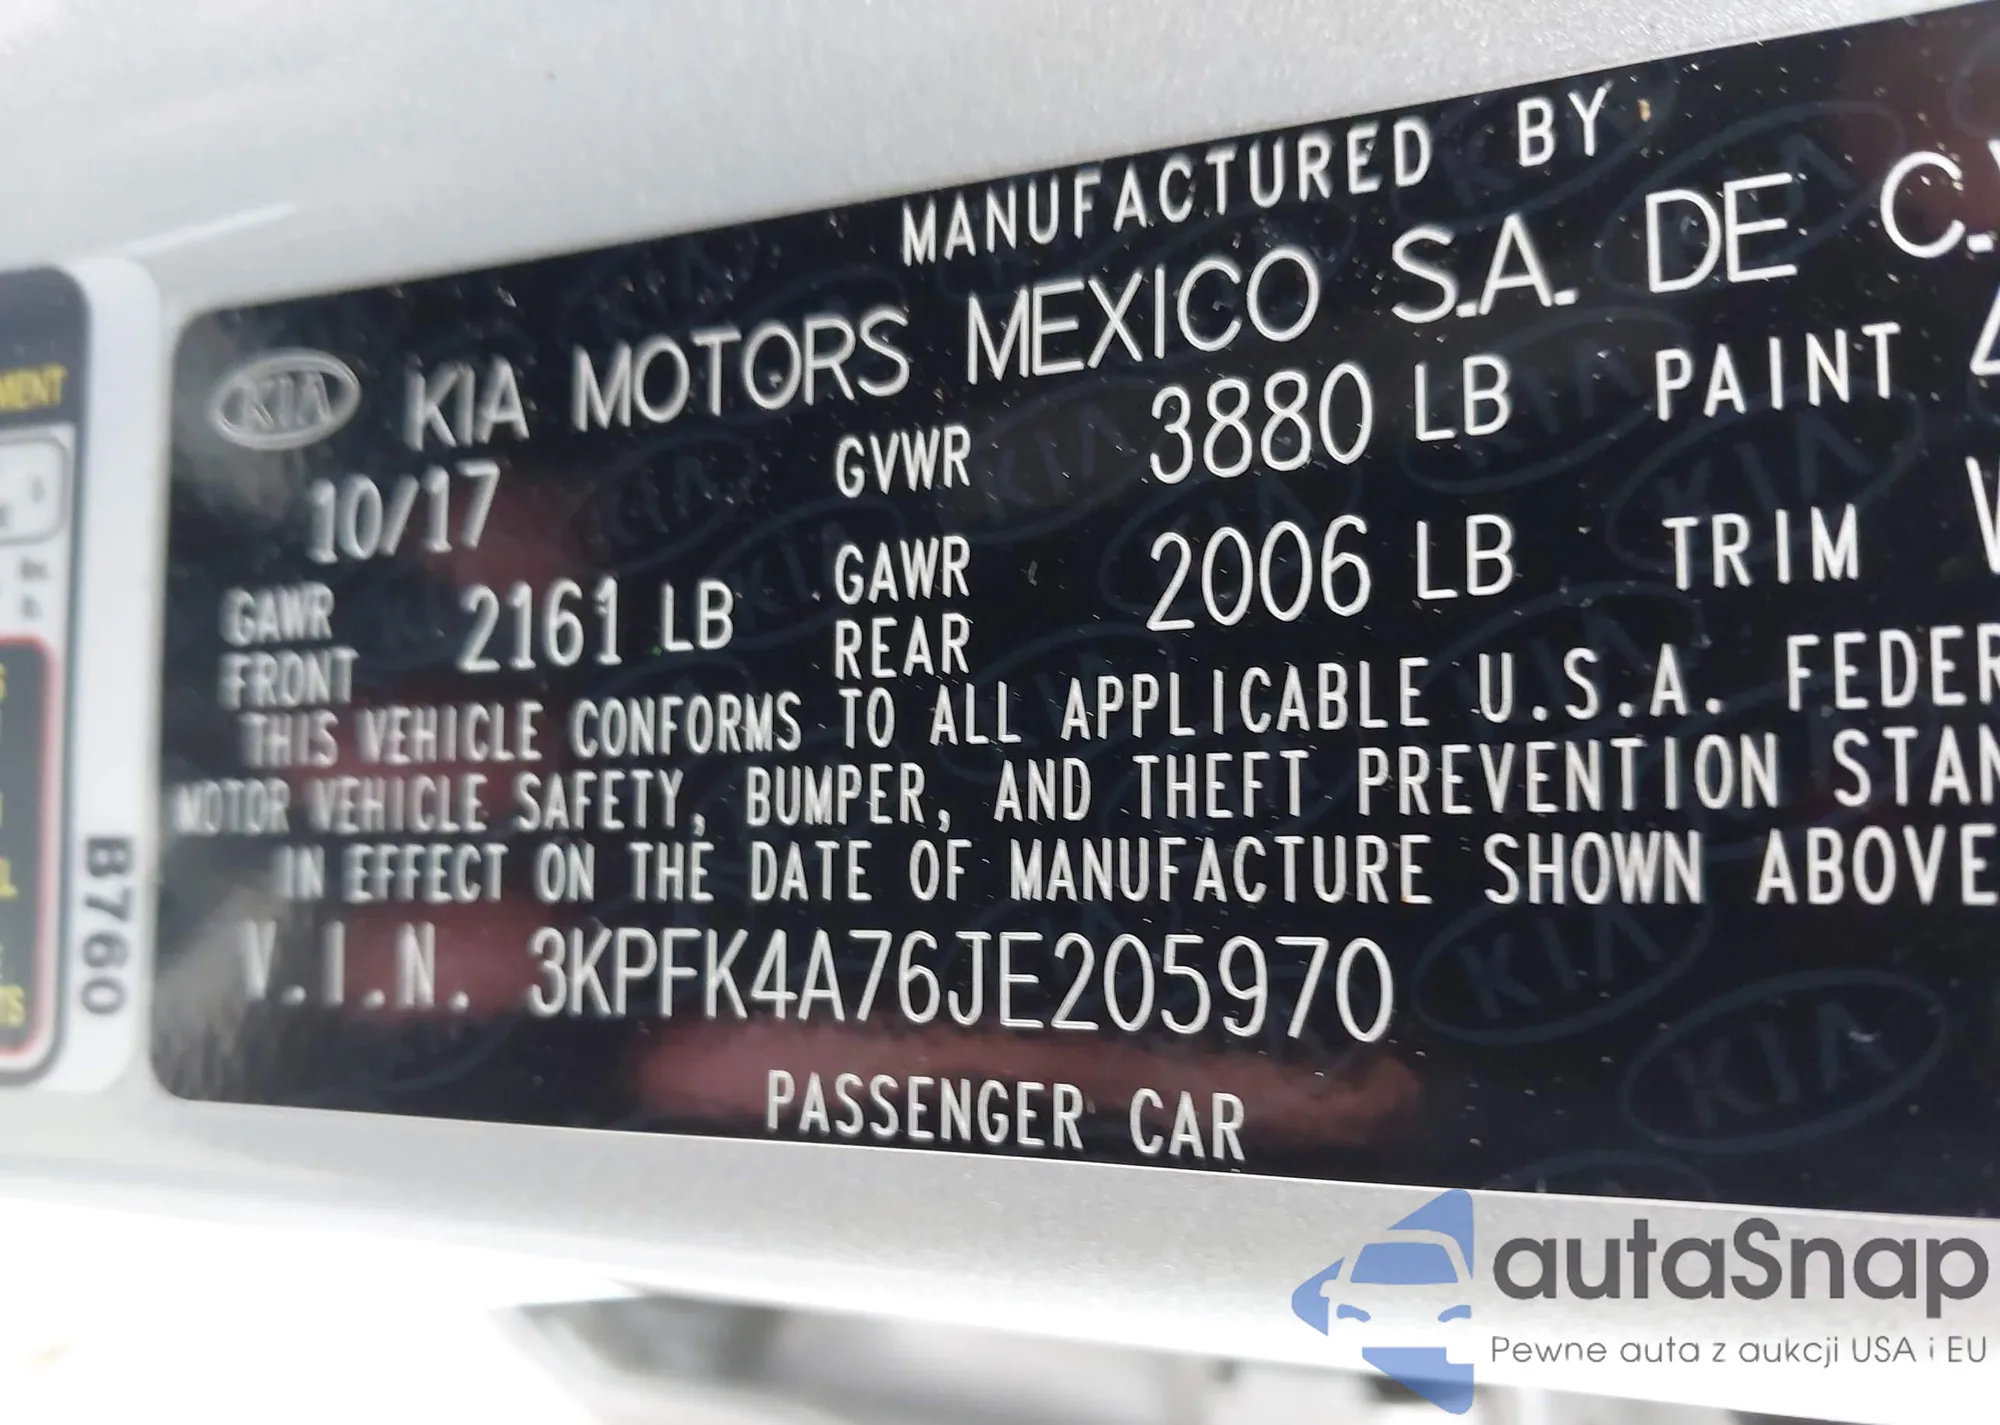 MANUFACTURED BY
KIA KIA MOTORS MEXICO S.A. DE C.V
10/17 GVWR 3880 LB PAINT
GAWR FRONT 2161 LB GAWR REAR 2006 LB TRIM
THIS VEHICLE CONFORMS TO ALL APPLICABLE U.S.A. FEDER
MOTOR VEHICLE SAFETY, BUMPER, AND THEFT PREVENTION STAN
IN EFFECT ON THE DATE OF MANUFACTURE SHOWN ABOVE
V.I.N. 3KPFK4A76JE205970
PASSENGER CAR
B760
autaSnap
Pewne auta z aukcji USA i EU